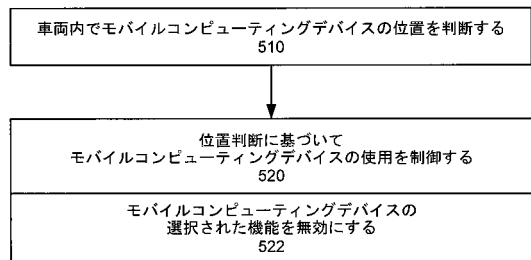 車両内でモバイルコンピューティングデバイスの位置を判断する
510
位置判断に基づいて
モバイルコンピューティングデバイスの使用を制御する
520
モバイルコンピューティングデバイスの
選択された機能を無効にする
522